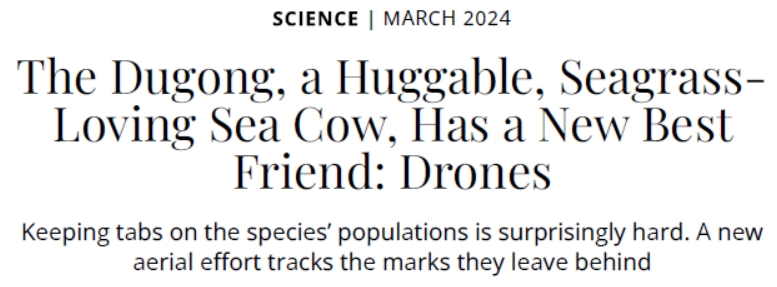 SCIENCE | MARCH 2024
The Dugong, a Huggable, Seagrass-
Loving Sea Cow, Has a New Best
Friend: Drones
Keeping tabs on the species’ populations is surprisingly hard. A new
aerial effort tracks the marks they leave behind